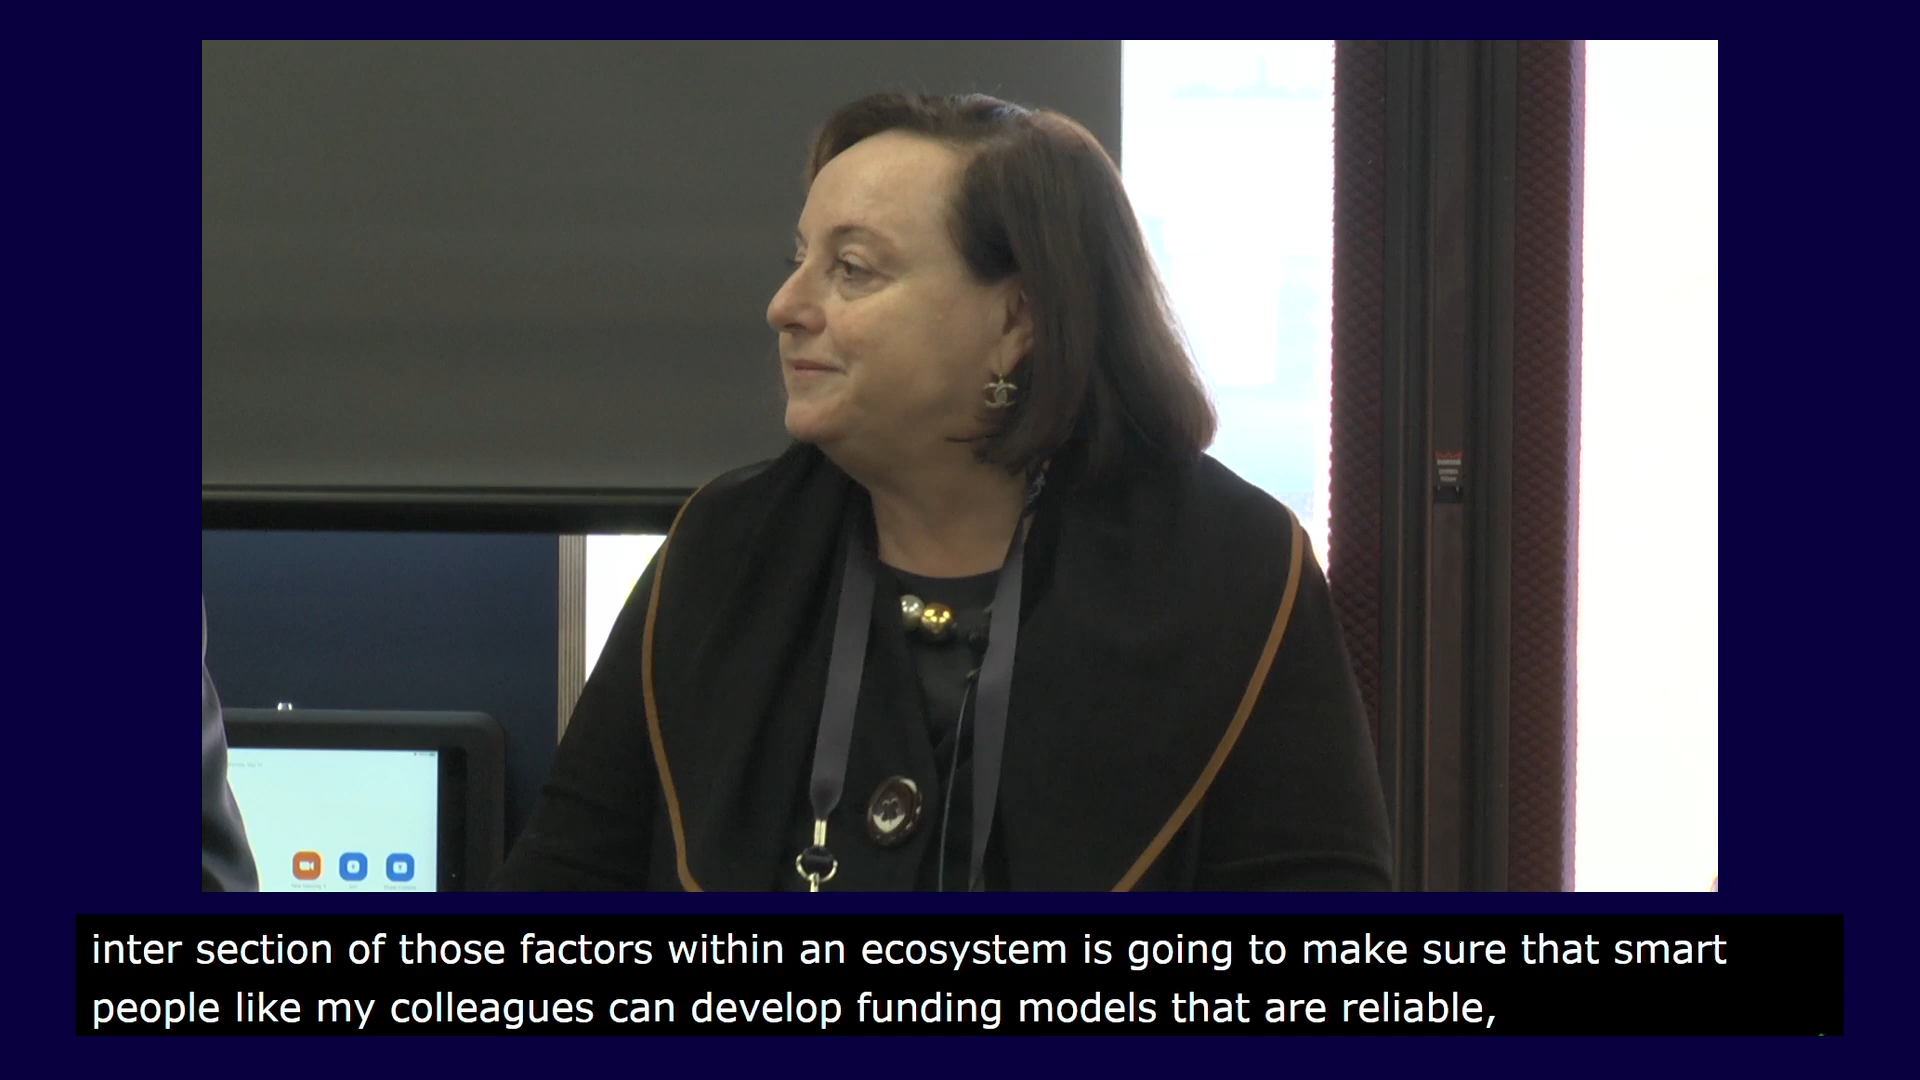 inter section of those factors within an ecosystem is going to make sure that smart
people like my colleagues can develop funding models that are reliable,